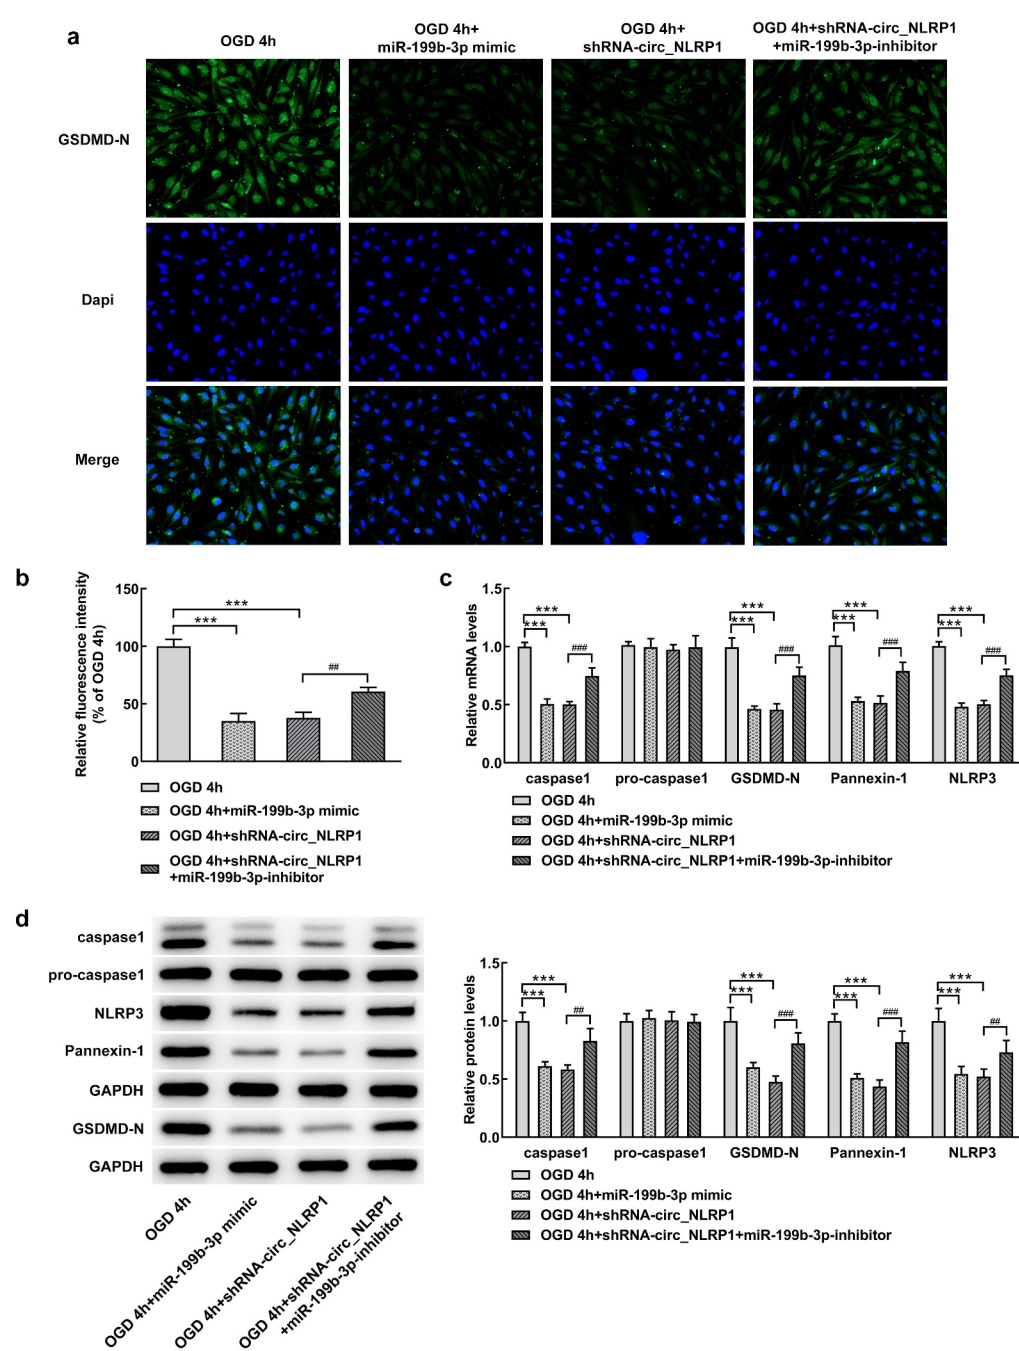 a
OGD 4h
OGD 4h+
miR-199b-3p mimic
OGD 4h+
shRNA-circ_NLRP1
OGD 4h+shRNA-circ_NLRP1
+miR-199b-3p-inhibitor
GSDMD-N
Dapi
Merge
b
Relative fluorescence intensity
(% of OGD 4h)
150
100
50
0
***
***
##
OGD 4h
OGD 4h+miR-199b-3p mimic
OGD 4h+shRNA-circ_NLRP1
OGD 4h+shRNA-circ_NLRP1
+miR-199b-3p-inhibitor
c
Relative mRNA levels
1.5
1.0
0.5
0.0
***
***
###
***
***
###
***
***
###
***
***
###
caspase1
pro-caspase1
GSDMD-N
Pannexin-1
NLRP3
OGD 4h
OGD 4h+miR-199b-3p mimic
OGD 4h+shRNA-circ_NLRP1
OGD 4h+shRNA-circ_NLRP1+miR-199b-3p-inhibitor
d
caspase1
pro-caspase1
NLRP3
Pannexin-1
GAPDH
GSDMD-N
GAPDH
OGD 4h
OGD 4h+miR-199b-3p mimic
OGD 4h+shRNA-circ_NLRP1
OGD 4h+shRNA-circ_NLRP1
+miR-199b-3p-inhibitor
Relative protein levels
1.5
1.0
0.5
0.0
***
***
##
***
***
###
***
***
###
***
***
##
caspase1
pro-caspase1
GSDMD-N
Pannexin-1
NLRP3
OGD 4h
OGD 4h+miR-199b-3p mimic
OGD 4h+shRNA-circ_NLRP1
OGD 4h+shRNA-circ_NLRP1+miR-199b-3p-inhibitor